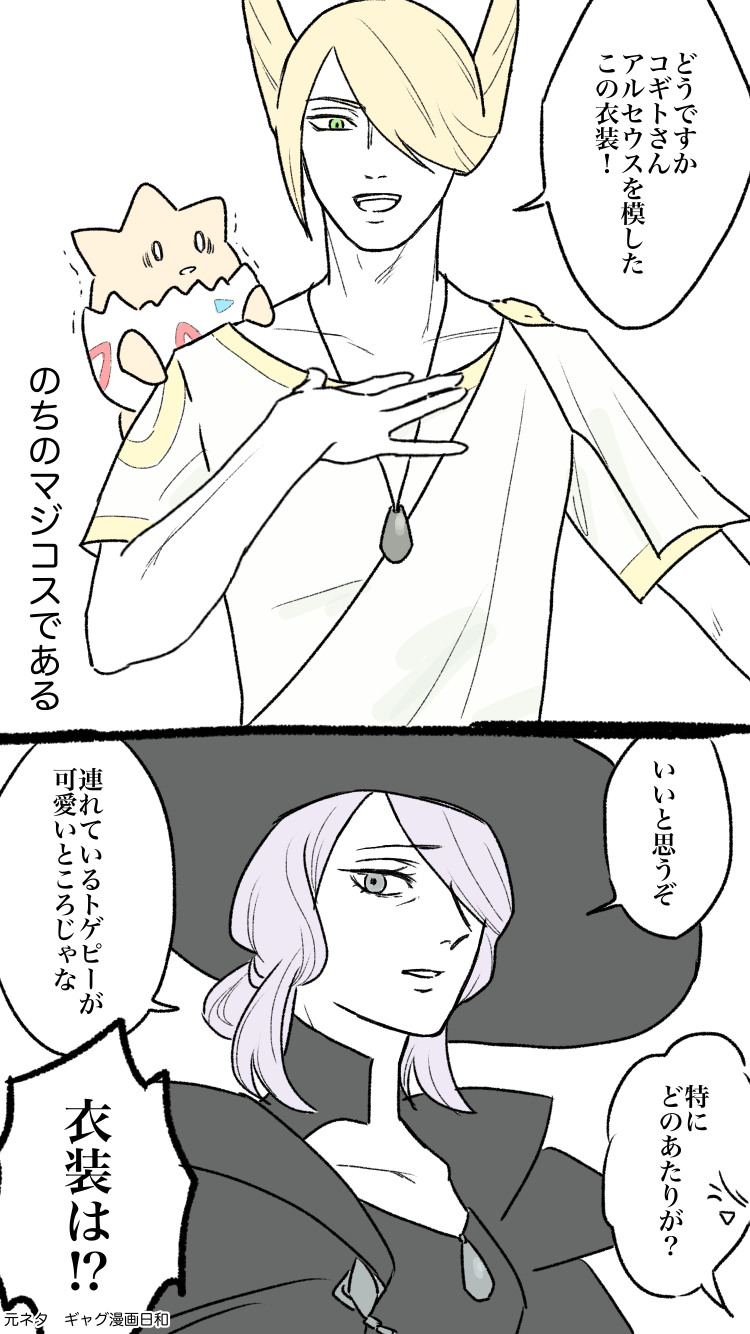 どうですか
コギトさん
アルセウスを模した
この衣装！
のちのマジコスである
いいと思うぞ
特に
どのあたりが？
連れているトゲピーが
可愛いところじゃな
衣装は!?
元ネタ　ギャグ漫画日和